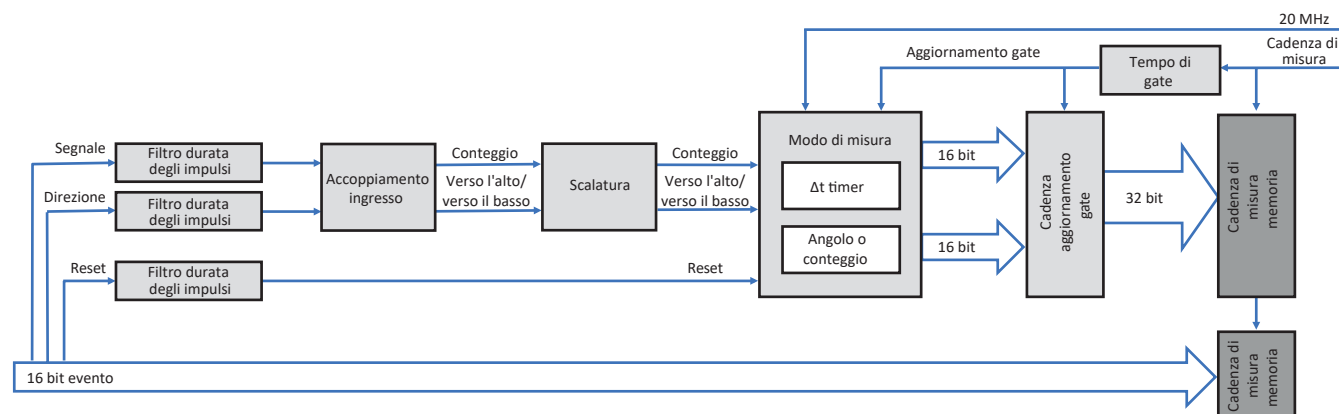 20 MHz
Cadenza di
misura
Aggiornamento gate
Tempo di
gate
Segnale
Filtro durata
degli impulsi
Direzione
Filtro durata
degli impulsi
Reset
Filtro durata
degli impulsi
Accoppiamento
ingresso
Conteggio
Verso l'alto/
verso il basso
Scalatura
Conteggio
Verso l'alto/
verso il basso
Reset
Modo di misura
Δt timer
Angolo o
conteggio
16 bit
16 bit
Cadenza
aggiornamento
gate
32 bit
Cadenza di
misura
memoria
16 bit evento
Cadenza di
misura
memoria